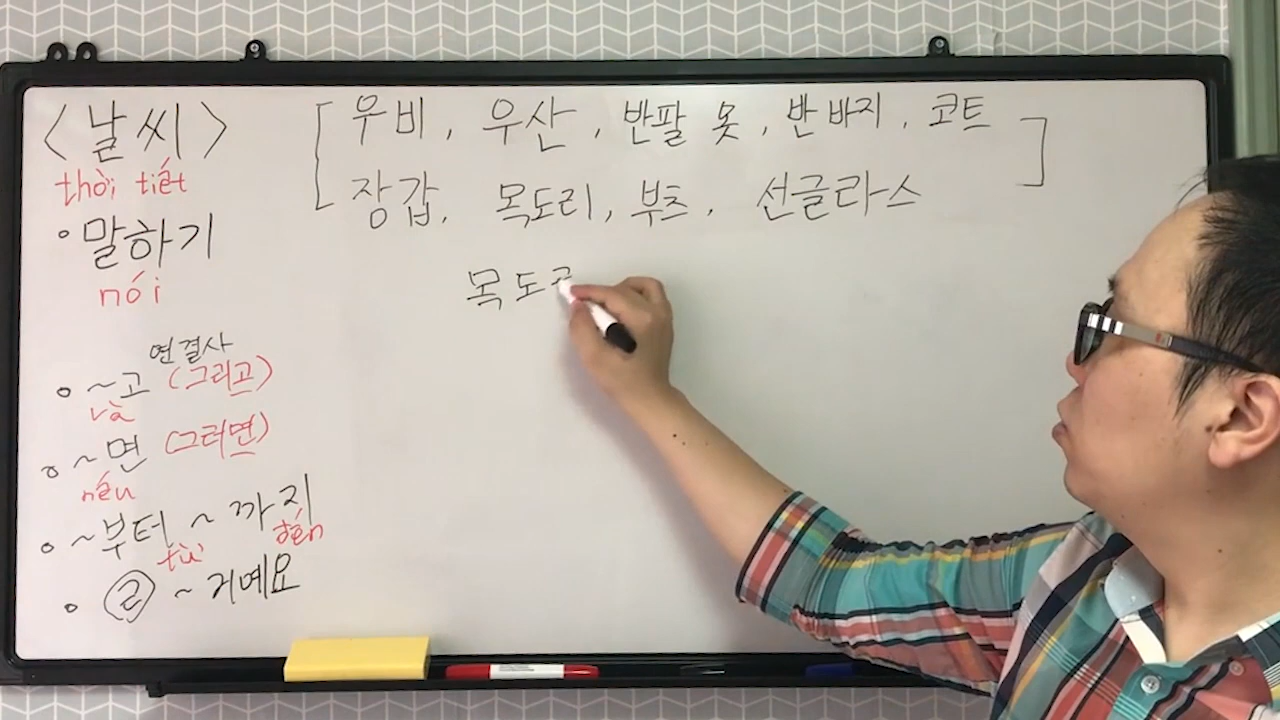 <날씨>
thời tiết
• 말하기
nói
연결사
• ~고 (그리고)
và
• ~면 (그러면)
nếu
• ~부터 ~까지
từ đến
• ㄹ ~거예요
[우비, 우산, 반팔 옷, 반바지, 코트
장갑, 목도리, 부츠, 선글라스]
목도